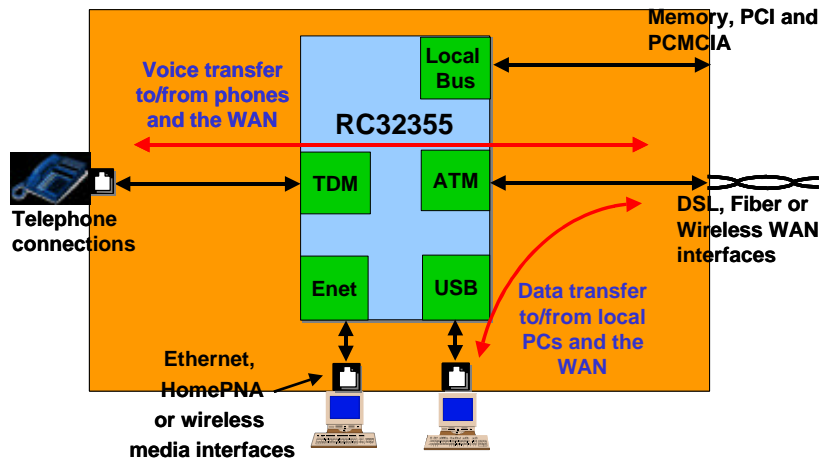 Memory, PCI and
PCMCIA
Local
Bus
Voice transfer
to/from phones
and the WAN
RC32355
TDM
ATM
Telephone
connections
DSL, Fiber or
Wireless WAN
interfaces
Enet
USB
Data transfer
to/from local
PCs and the
WAN
Ethernet,
HomePNA
or wireless
media interfaces